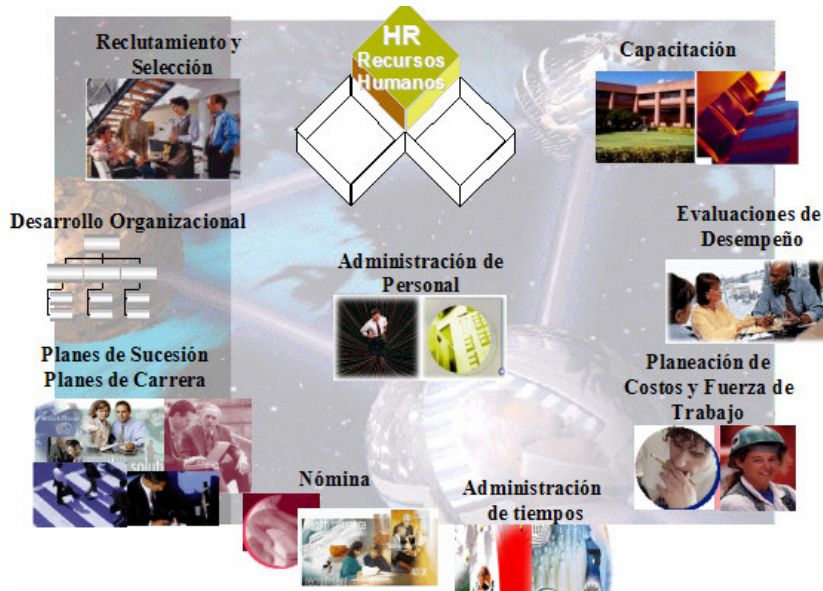 HR
Recursos
Humanos
Reclutamiento y
Selección
Capacitación
Desarrollo Organizacional
Evaluaciones de
Desempeño
Administración de
Personal
Planes de Sucesión
Planes de Carrera
Planeación de
Costos y Fuerza de
Trabajo
Nómina
Administración
de tiempos